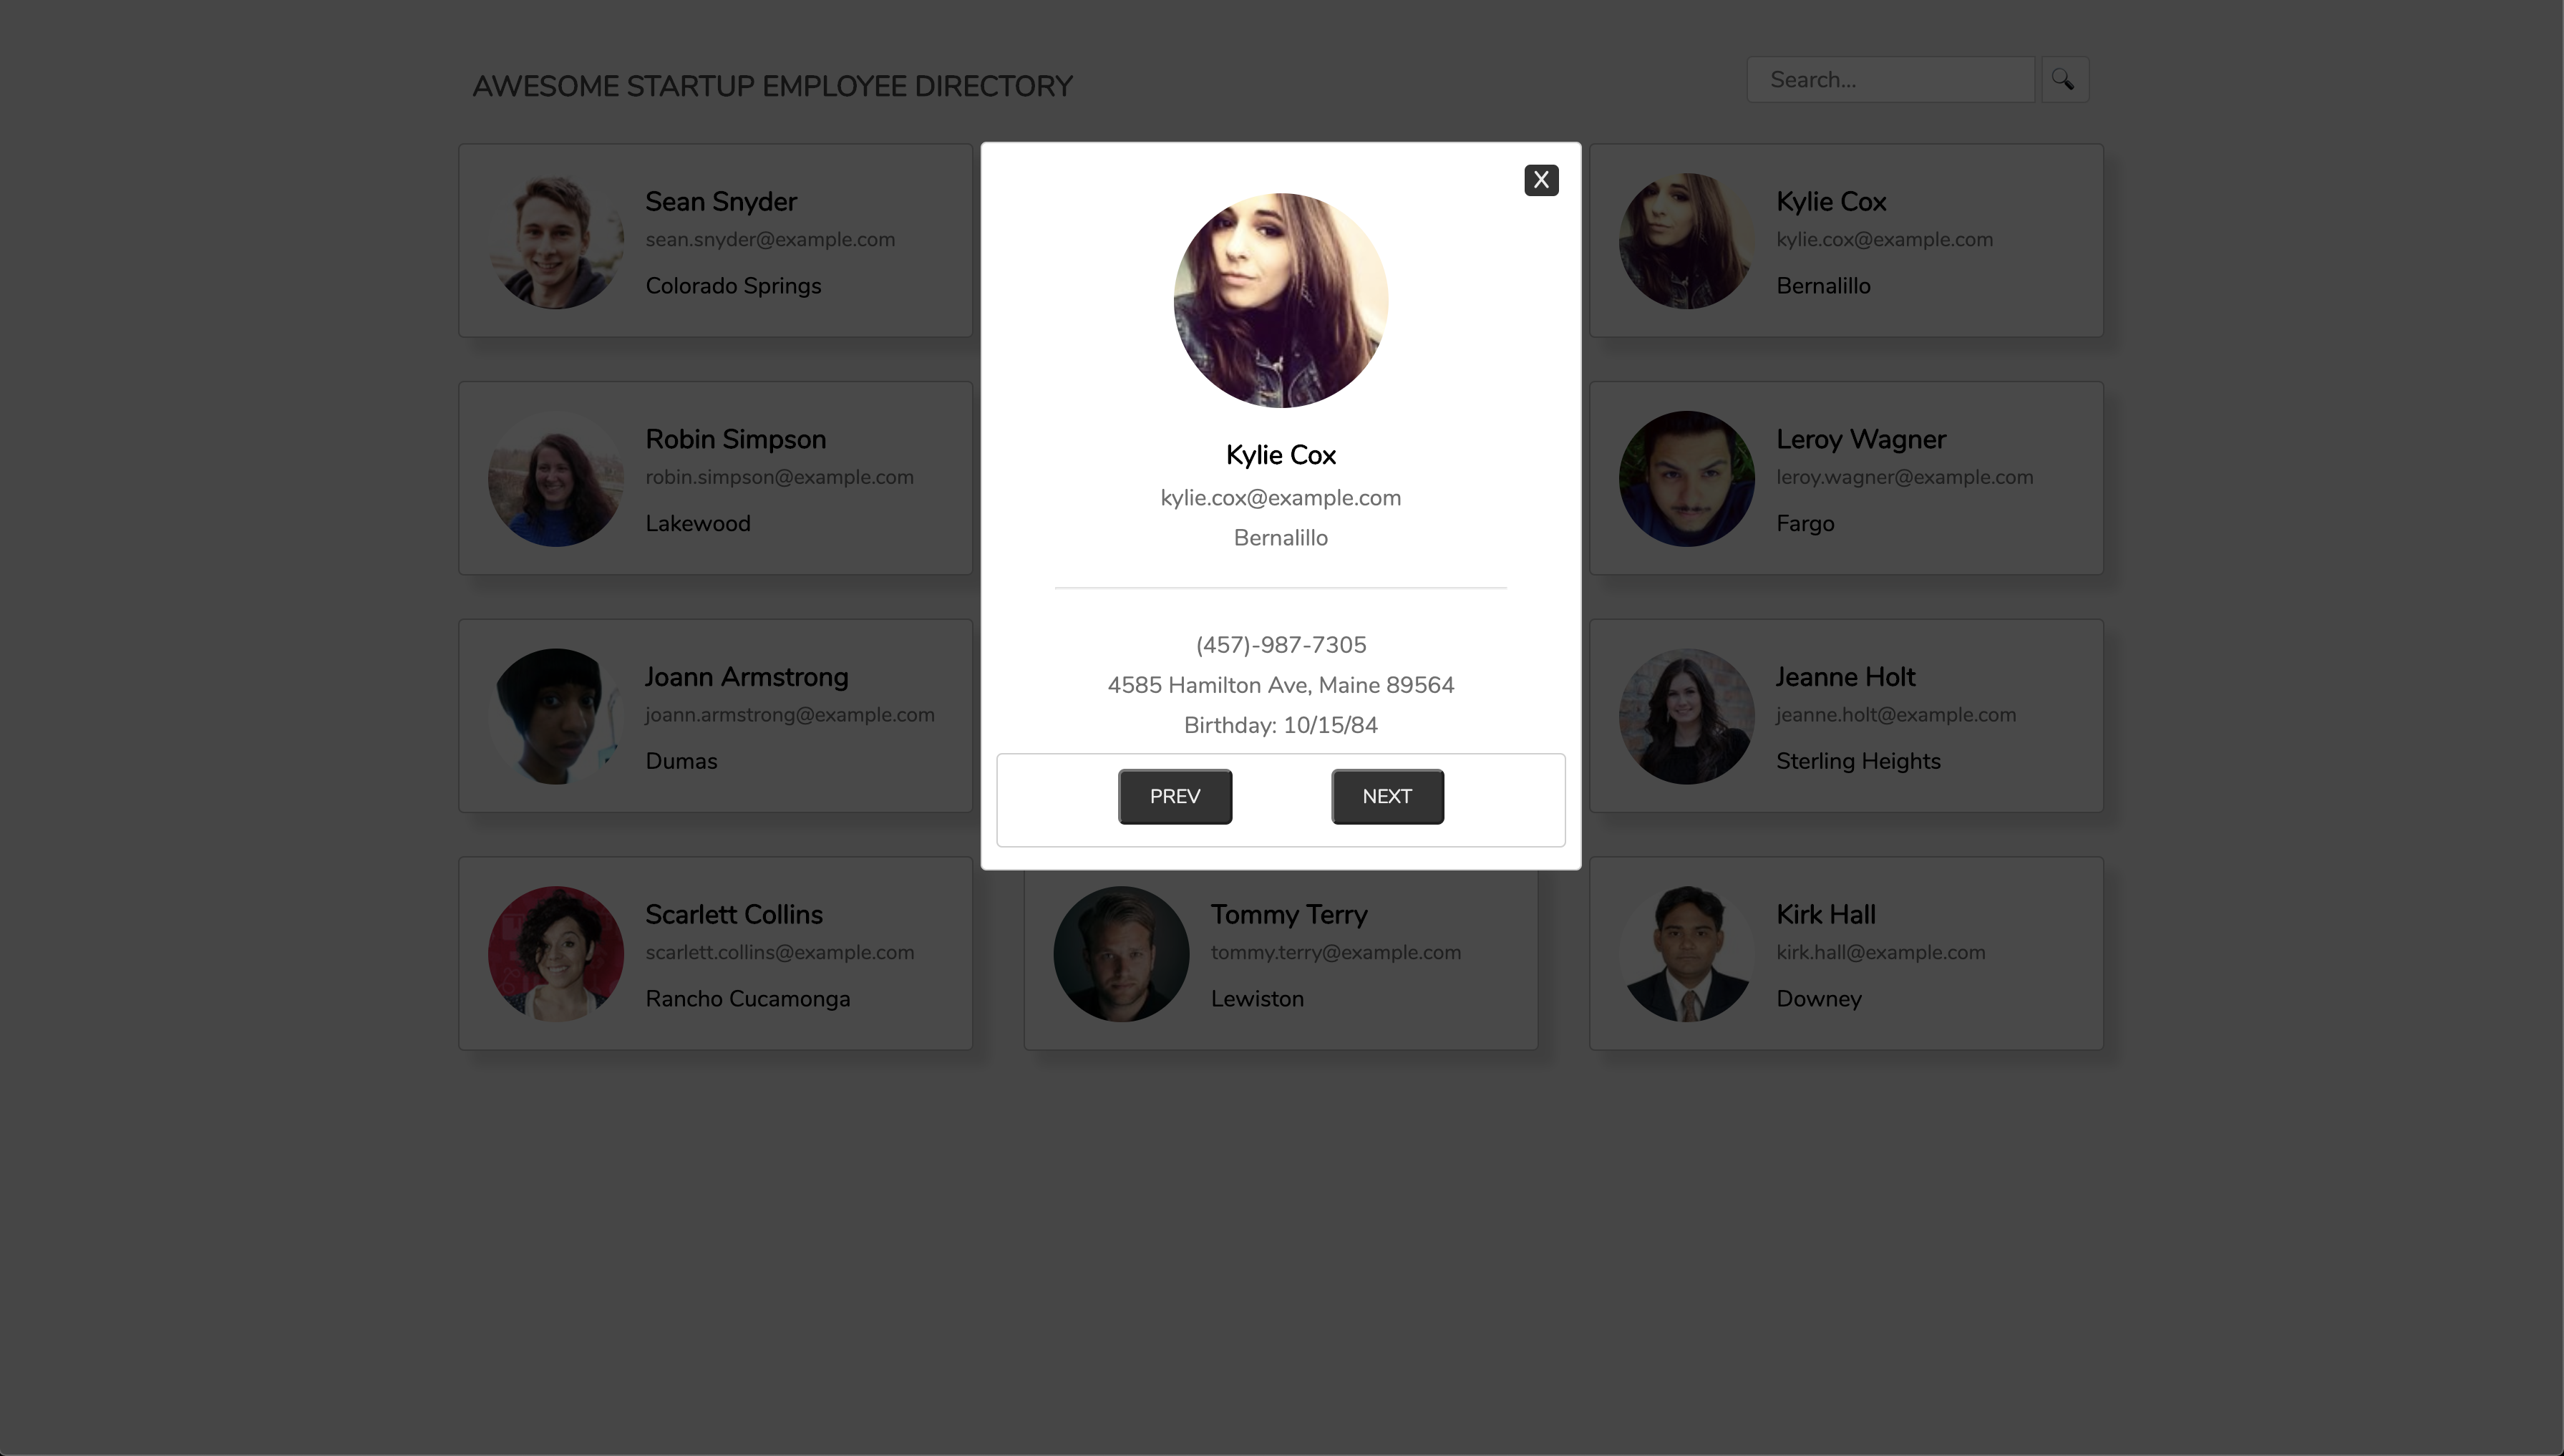 AWESOME STARTUP EMPLOYEE DIRECTORY
Search...
Sean Snyder
sean.snyder@example.com
Colorado Springs
X
Kylie Cox
kylie.cox@example.com
Bernalillo
(457)-987-7305
4585 Hamilton Ave, Maine 89564
Birthday: 10/15/84
PREV
NEXT
Kylie Cox
kylie.cox@example.com
Bernalillo
Robin Simpson
robin.simpson@example.com
Lakewood
Leroy Wagner
leroy.wagner@example.com
Fargo
Joann Armstrong
joann.armstrong@example.com
Dumas
Jeanne Holt
jeanne.holt@example.com
Sterling Heights
Scarlett Collins
scarlett.collins@example.com
Rancho Cucamonga
Tommy Terry
tommy.terry@example.com
Lewiston
Kirk Hall
kirk.hall@example.com
Downey